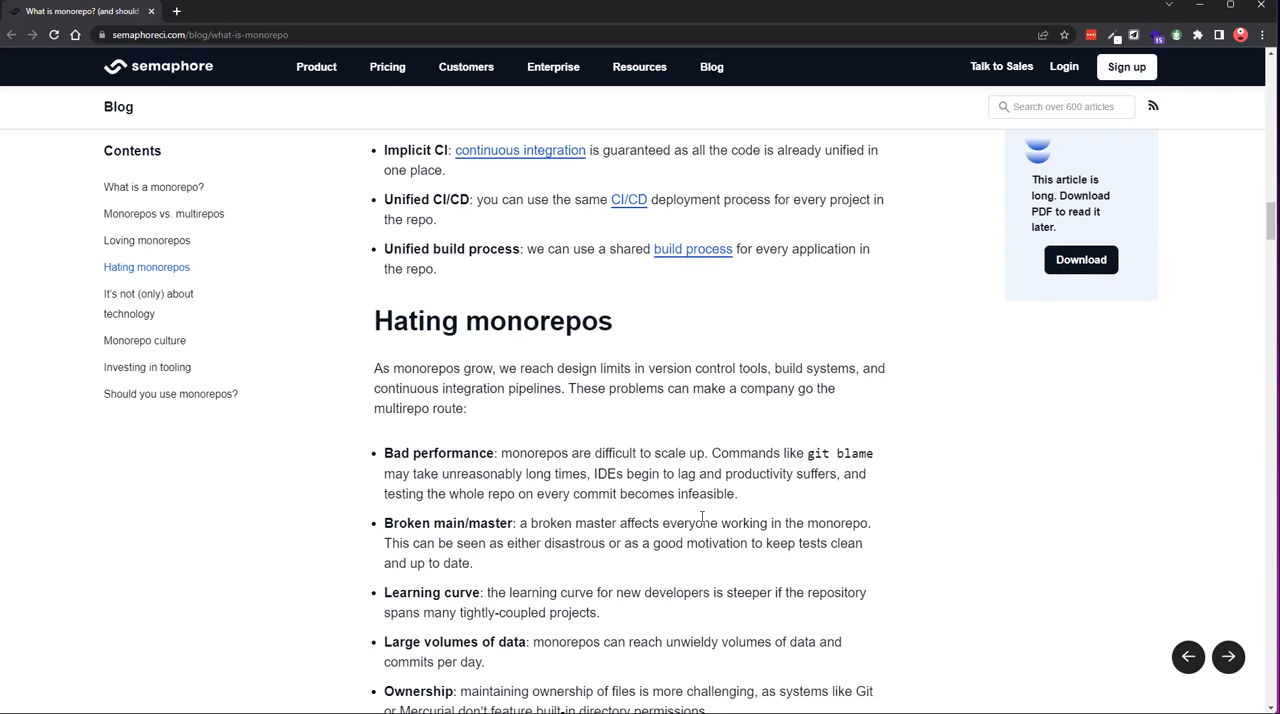 What is monorepo? (and should
semaphoreci.com/blog/what-is-monorepo
15
semaphore
Product
Pricing
Customers
Enterprise
Resources
Blog
Talk to Sales
Login
Sign up
Blog
Search over 600 articles
Contents
What is a monorepo?
Monorepos vs. multirepos
Loving monorepos
Hating monorepos
It's not (only) about
technology
Monorepo culture
Investing in tooling
Should you use monorepos?
• Implicit CI: continuous integration is guaranteed as all the code is already unified in
one place.
• Unified CI/CD: you can use the same CI/CD deployment process for every project in
the repo.
• Unified build process: we can use a shared build process for every application in
the repo.
Hating monorepos
As monorepos grow, we reach design limits in version control tools, build systems, and
continuous integration pipelines. These problems can make a company go the
multirepo route:
• Bad performance: monorepos are difficult to scale up. Commands like git blame
may take unreasonably long times, IDEs begin to lag and productivity suffers, and
testing the whole repo on every commit becomes infeasible.
• Broken main/master: a broken master affects everyone working in the monorepo.
This can be seen as either disastrous or as a good motivation to keep tests clean
and up to date.
• Learning curve: the learning curve for new developers is steeper if the repository
spans many tightly-coupled projects.
• Large volumes of data: monorepos can reach unwieldy volumes of data and
commits per day.
• Ownership: maintaining ownership of files is more challenging, as systems like Git
or Mercurial don't feature built-in directory permissions.
This article is
long. Download
PDF to read it
later.
Download